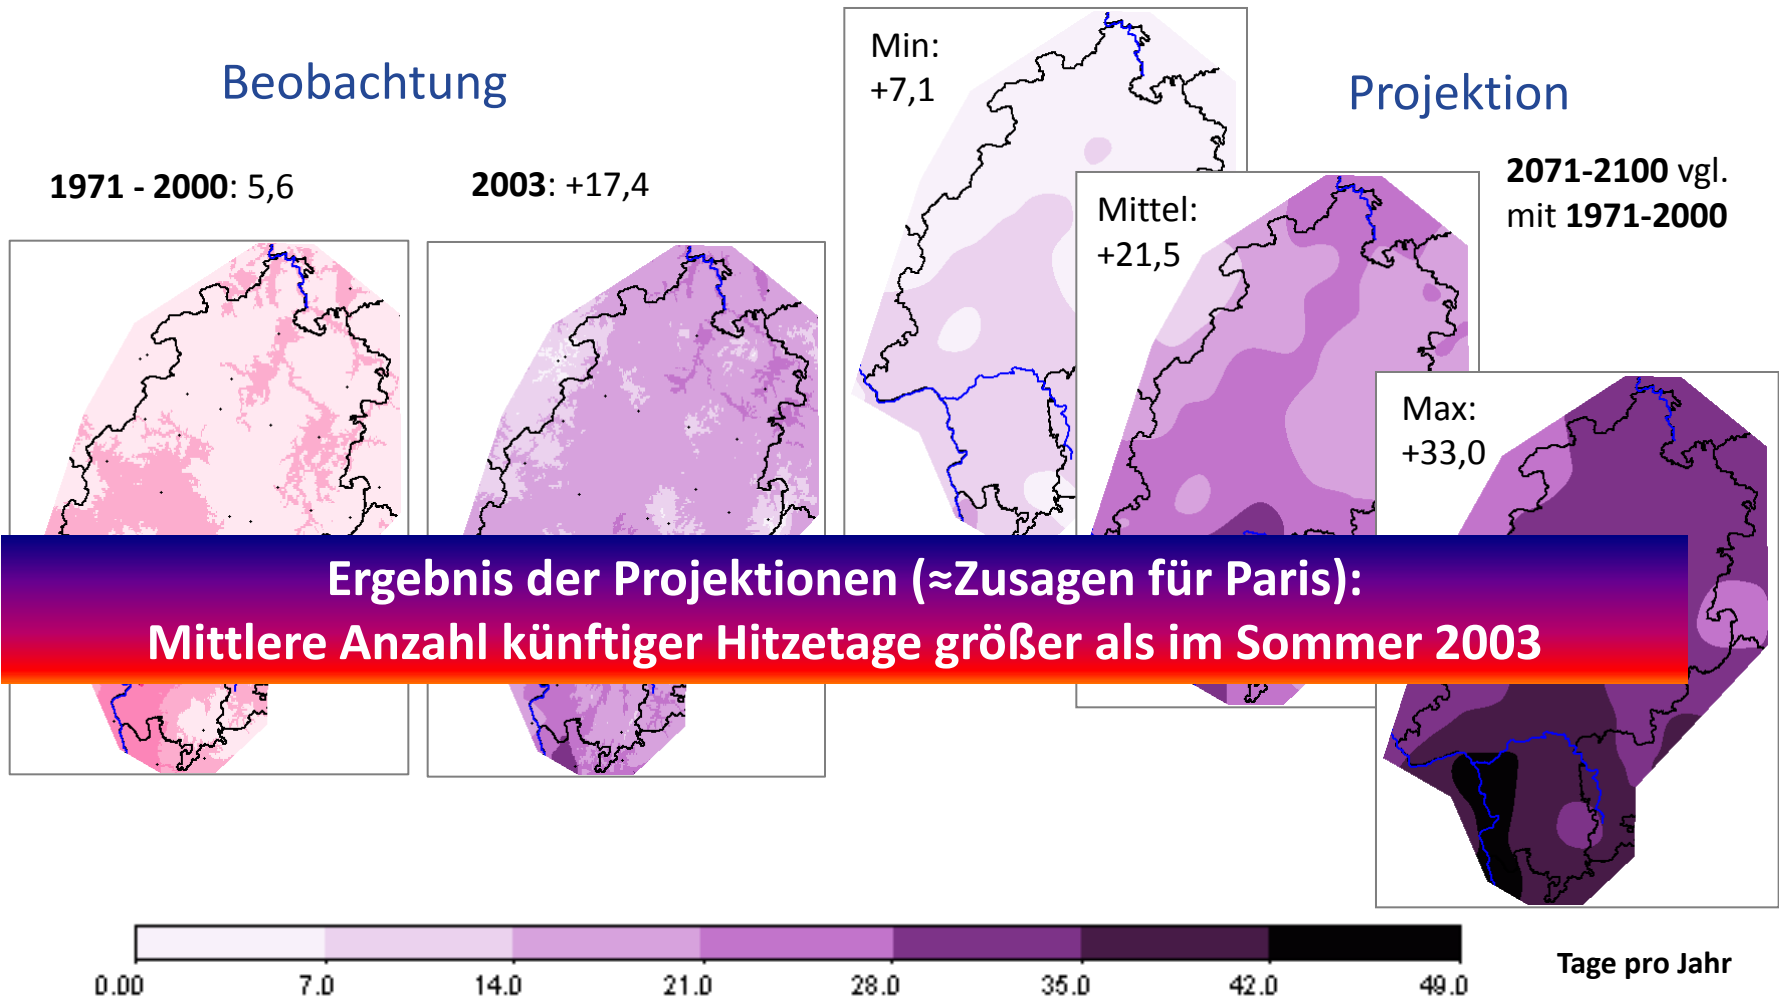 Beobachtung
1971 - 2000: 5,6
2003: +17,4
Min:
+7,1
Projektion
2071-2100 vgl.
mit 1971-2000
Mittel:
+21,5
Max:
+33,0
Ergebnis der Projektionen (≈Zusagen für Paris):
Mittlere Anzahl künftiger Hitzetage größer als im Sommer 2003
0.00 7.0 14.0 21.0 28.0 35.0 42.0 49.0
Tage pro Jahr